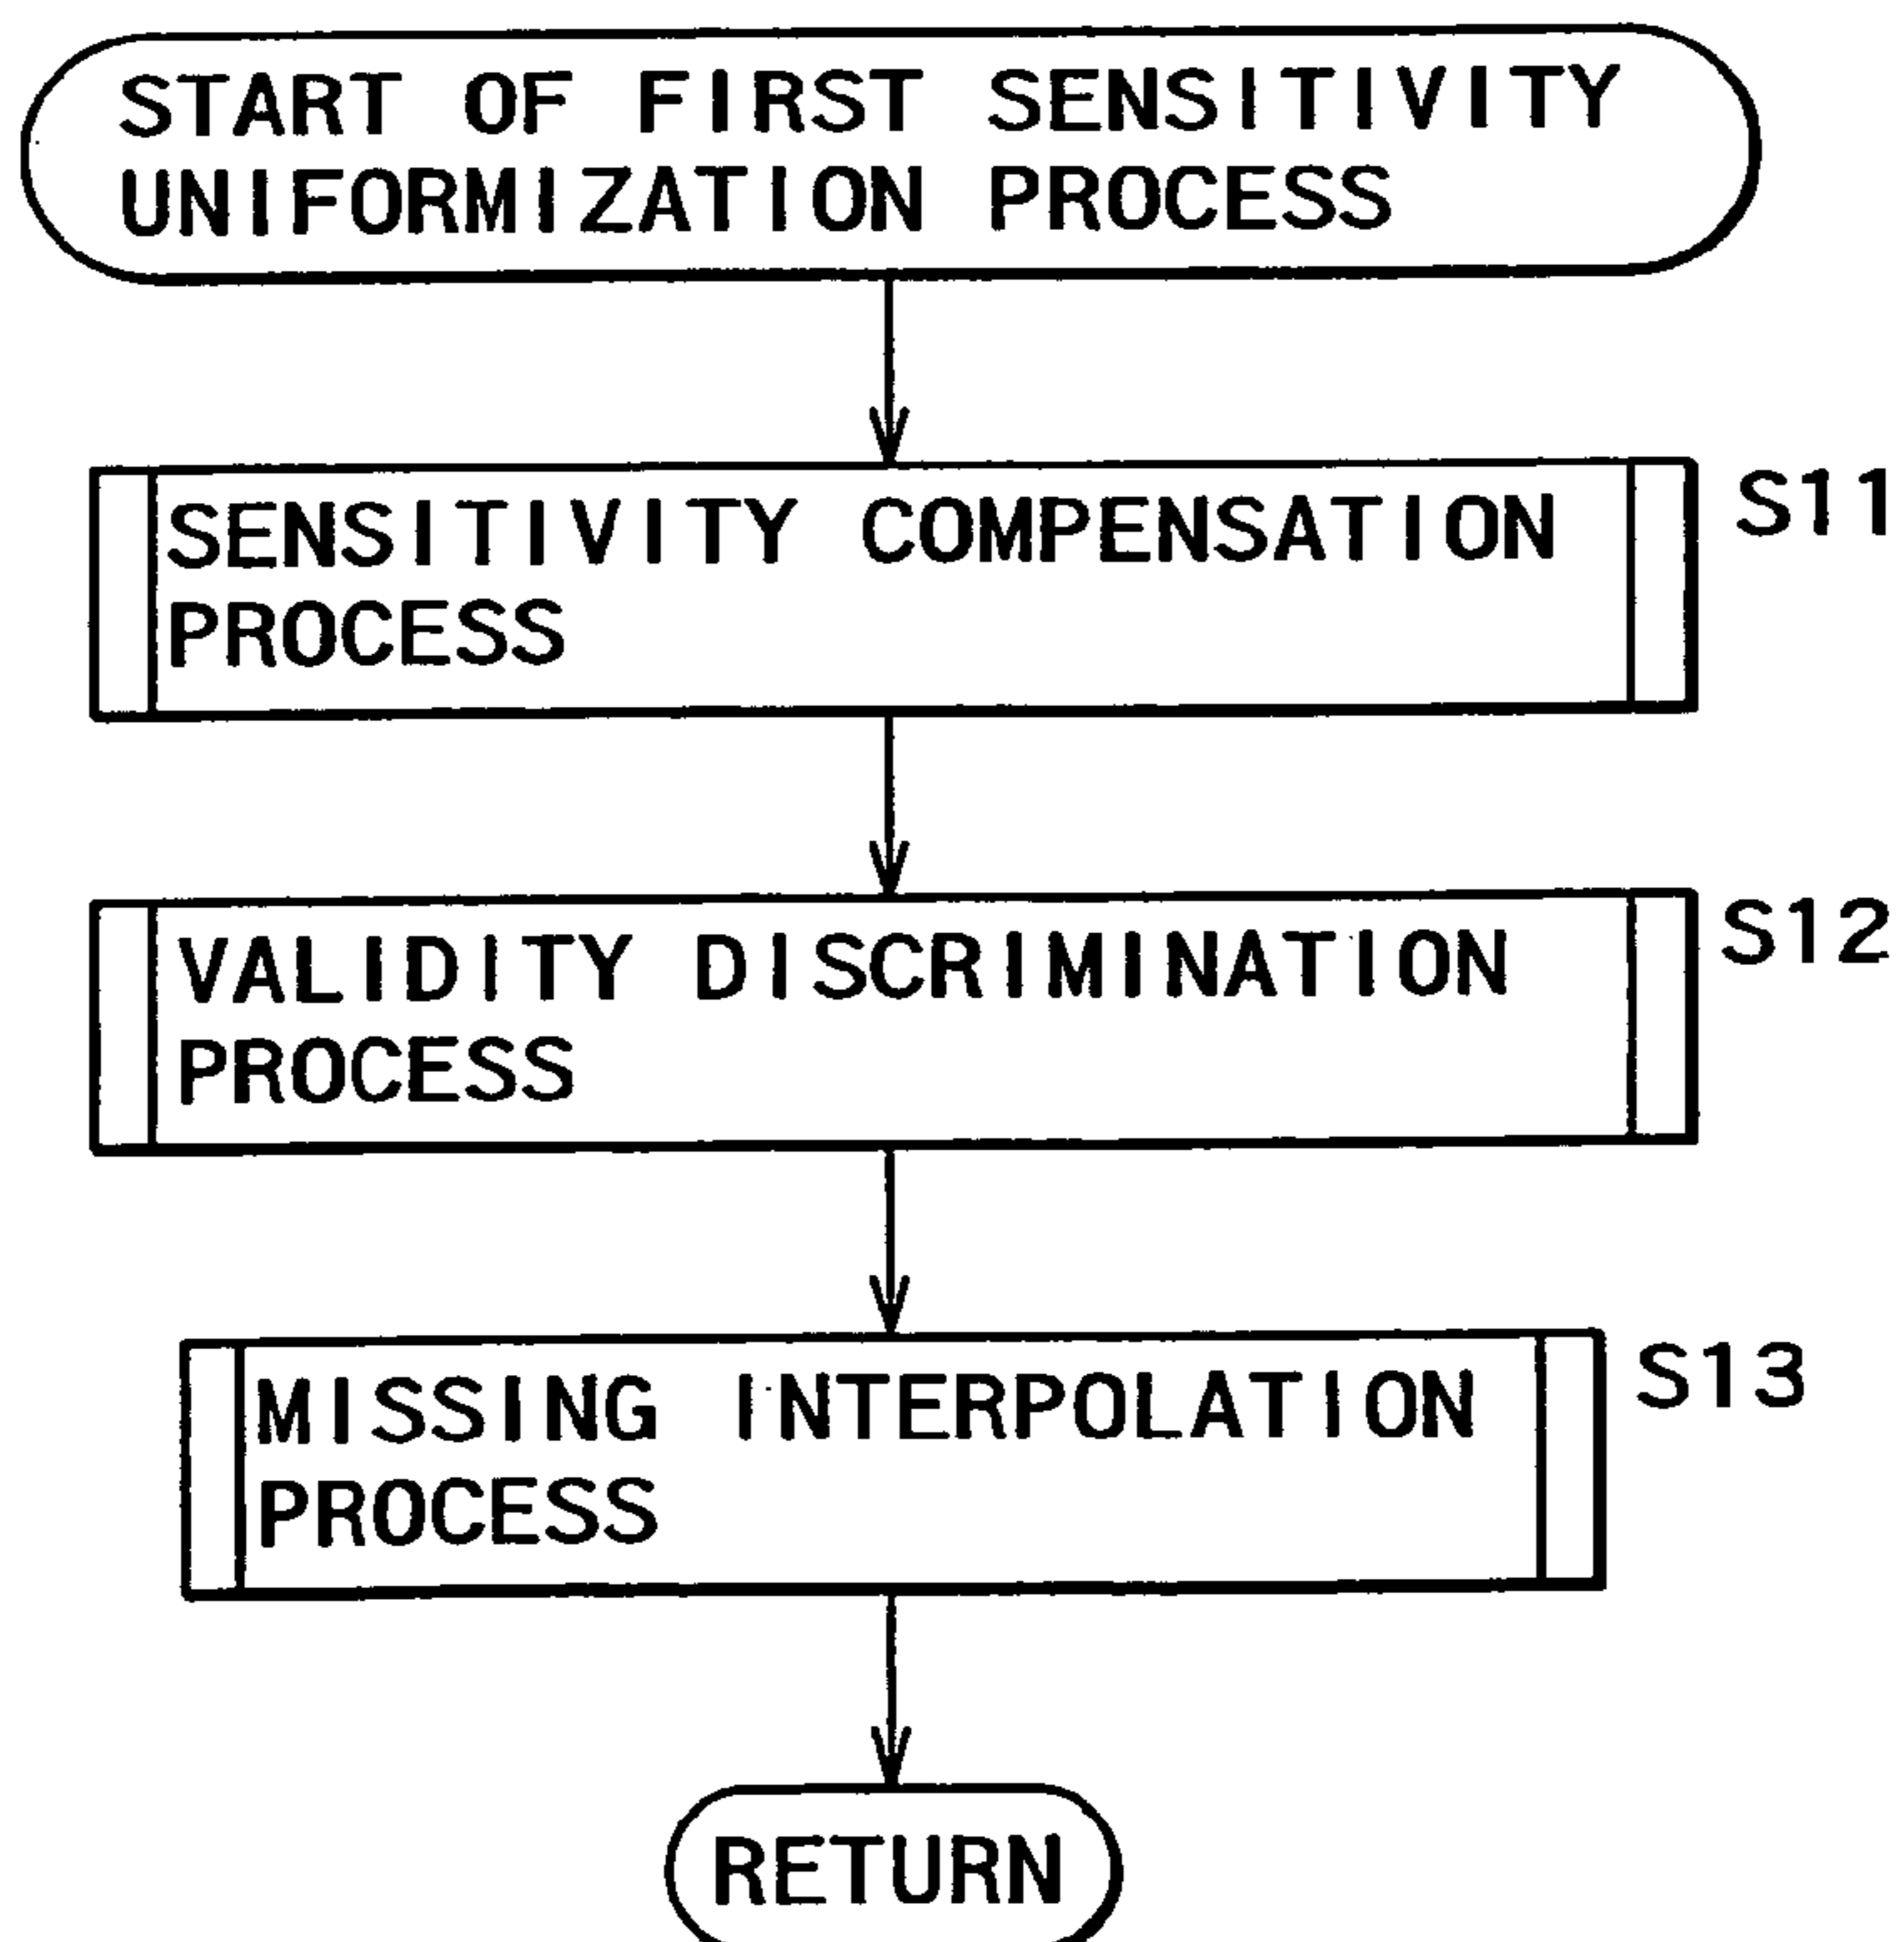 START OF FIRST SENSITIVITY
UNIFORMIZATION PROCESS
SENSITIVITY COMPENSATION
PROCESS
S11
VALIDITY DISCRIMINATION
PROCESS
S12
MISSING INTERPOLATION
PROCESS
S13
RETURN